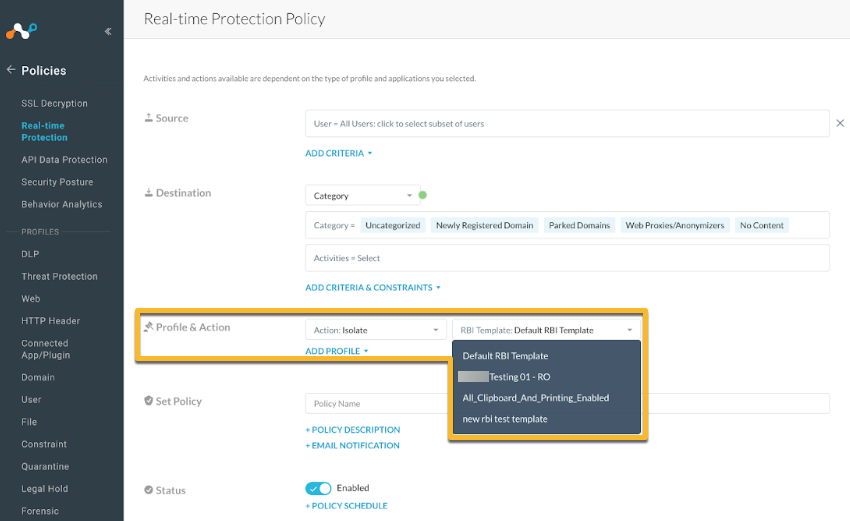 Real-time Protection Policy
Policies
SSL Decryption
Real-time
Protection
API Data Protection
Security Posture
Behavior Analytics
PROFILES
DLP
Threat Protection
Web
HTTP Header
Connected
App/Plugin
Domain
User
File
Constraint
Quarantine
Legal Hold
Forensic
Activities and actions available are dependent on the type of profile and applications you selected.
Source
User = All Users: click to select subset of users
ADD CRITERIA
Destination
Category
Category = Uncategorized Newly Registered Domain Parked Domains Web Proxies/Anonymizers No Content
Activities = Select
ADD CRITERIA & CONSTRAINTS
Profile & Action
Action: Isolate
RBI Template: Default RBI Template
ADD PROFILE
Default RBI Template
Testing 01 - RO
All_Clipboard_And_Printing_Enabled
new rbi test template
Set Policy
Policy Name
+ POLICY DESCRIPTION
+ EMAIL NOTIFICATION
Status
Enabled
+ POLICY SCHEDULE